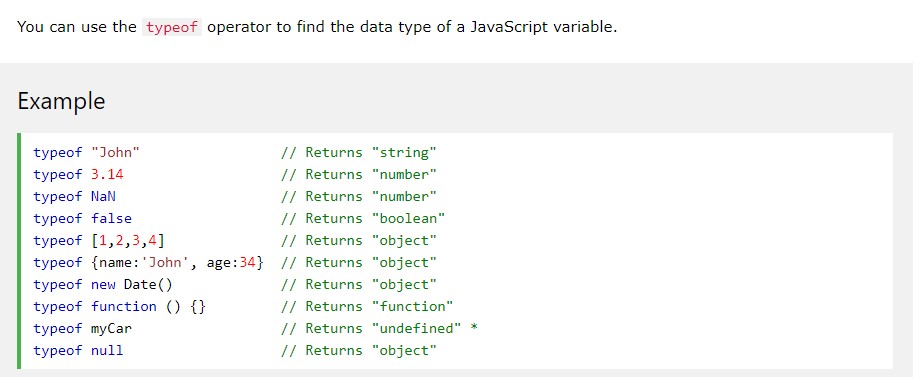 You can use the typeof operator to find the data type of a JavaScript variable.
Example
typeof "John" // Returns "string"
typeof 3.14 // Returns "number"
typeof NaN // Returns "number"
typeof false // Returns "boolean"
typeof [1,2,3,4] // Returns "object"
typeof {name:'John', age:34} // Returns "object"
typeof new Date() // Returns "object"
typeof function () {} // Returns "function"
typeof myCar // Returns "undefined" *
typeof null // Returns "object"